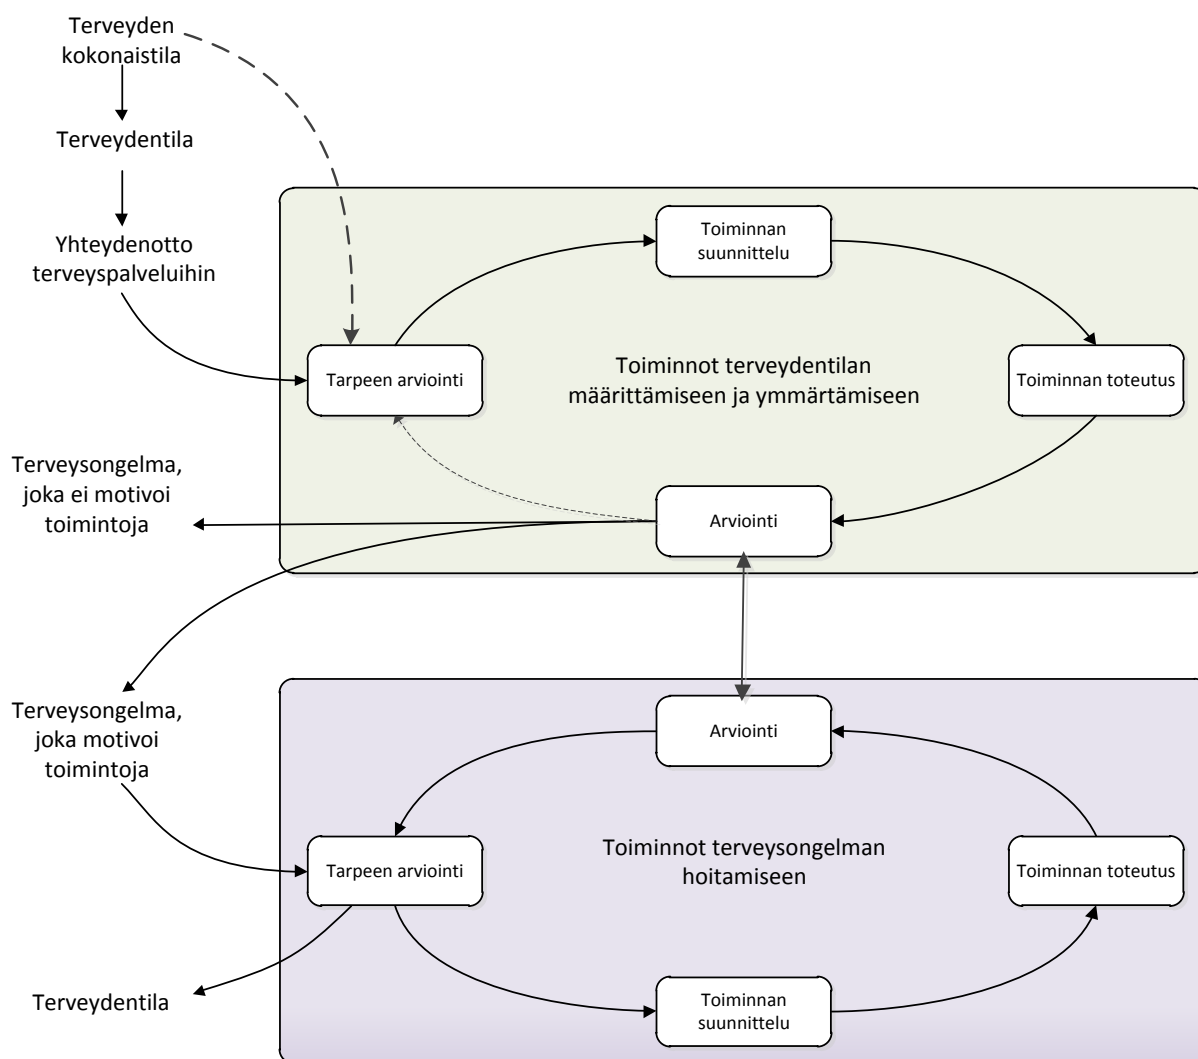 Terveyden
kokonaistila
Terveydentila
Yhteydenotto
terveyspalveluihin
Toiminnan
suunnittelu
Tarpeen arviointi
Toiminnot terveydentilan
määrittämiseen ja ymmärtämiseen
Toiminnan toteutus
Terveysongelma,
joka ei motivoi
toimintoja
Arviointi
Terveysongelma,
joka motivoi
toimintoja
Arviointi
Tarpeen arviointi
Toiminnot terveysongelman
hoitamiseen
Toiminnan toteutus
Terveydentila
Toiminnan
suunnittelu